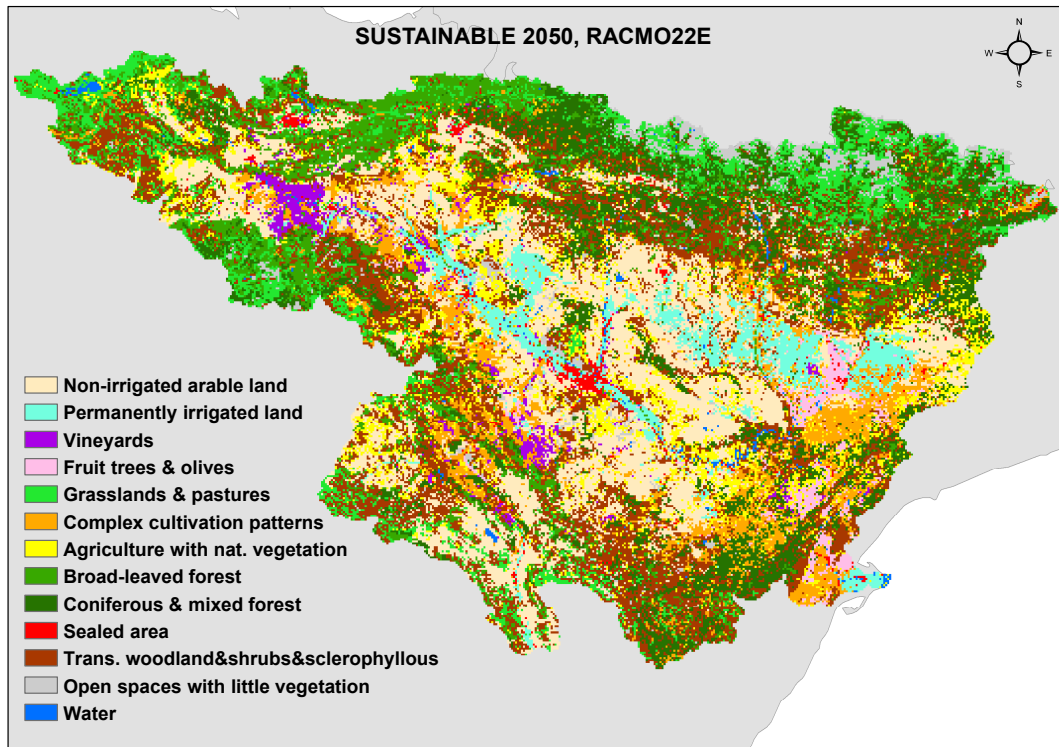 SUSTAINABLE 2050, RACMO22E
N
W E
S
Non-irrigated arable land
Permanently irrigated land
Vineyards
Fruit trees & olives
Grasslands & pastures
Complex cultivation patterns
Agriculture with nat. vegetation
Broad-leaved forest
Coniferous & mixed forest
Sealed area
Trans. woodland&shrubs&sclerophyllous
Open spaces with little vegetation
Water